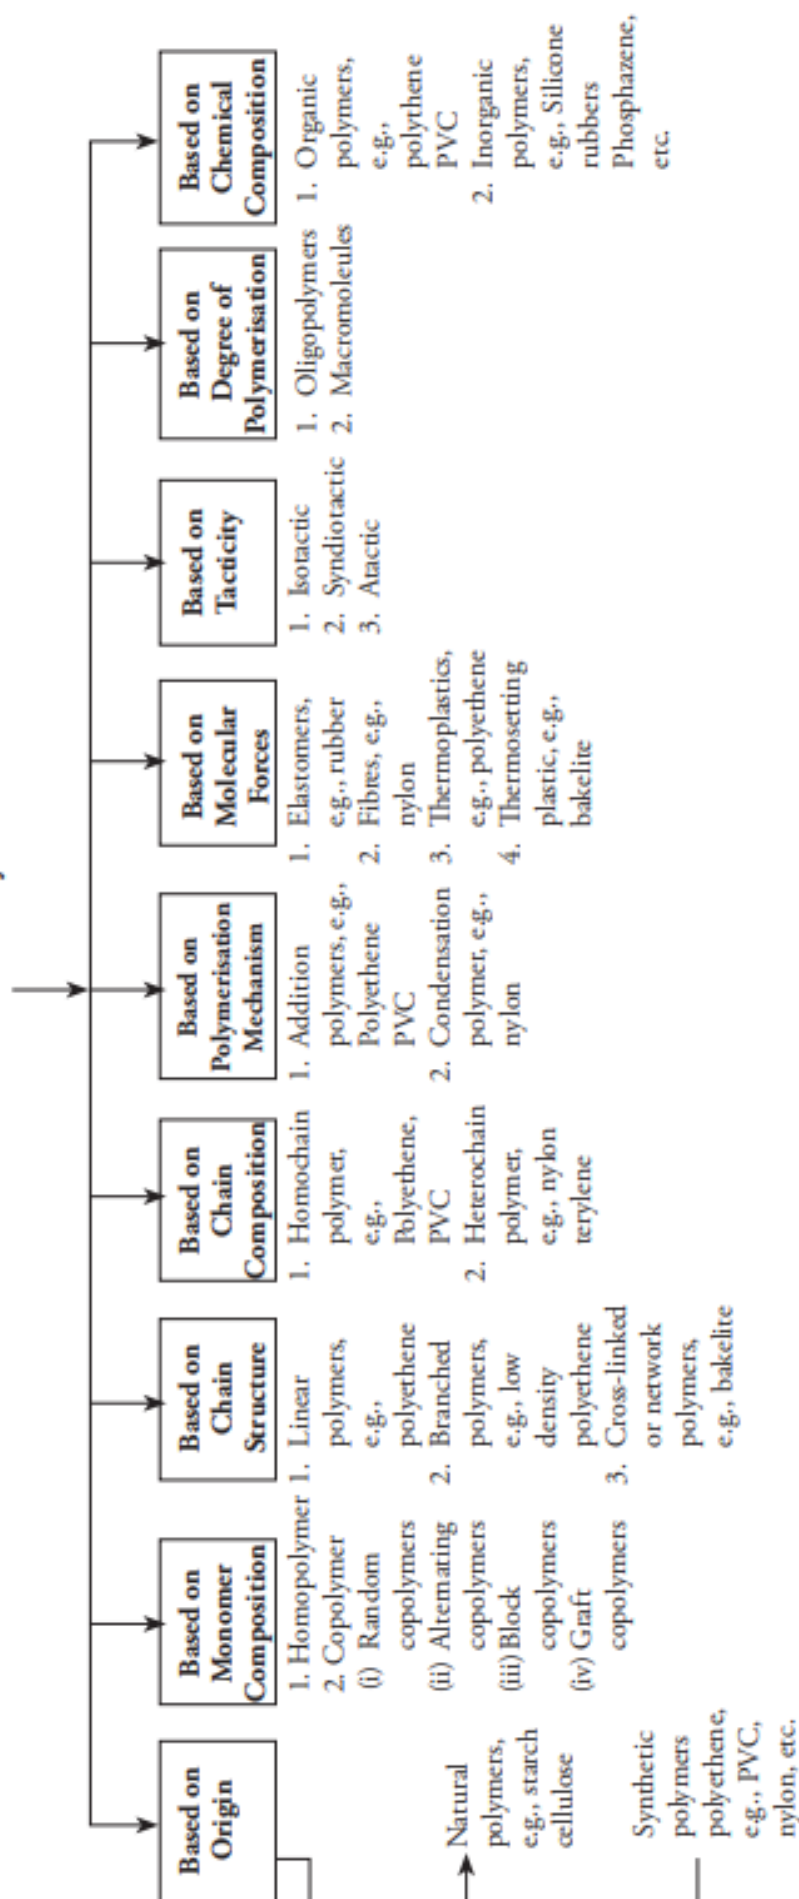 Based on
Origin
Natural
polymers,
e.g., starch
cellulose
Synthetic
polymers
polyethene,
e.g., PVC,
nylon, etc.
Based on
Monomer
Composition
1. Homopolymer
2. Copolymer
(i) Random
copolymers
(ii) Alternating
copolymers
(iii) Block
copolymers
(iv) Graft
copolymers
Based on
Chain
Structure
1. Linear
polymers,
e.g.,
polyethene
2. Branched
polymers,
e.g., low
density
polyethene
3. Cross-linked
or network
polymers,
e.g., bakelite
Based on
Chain
Composition
1. Homochain
polymer,
e.g.,
Polyethene,
PVC
2. Heterochain
polymer,
e.g., nylon
terylene
Based on
Polymerisation
Mechanism
1. Addition
polymers, e.g.,
Polyethene
PVC
2. Condensation
polymer, e.g.,
nylon
Based on
Molecular
Forces
1. Elastomers,
e.g., rubber
2. Fibres, e.g.,
nylon
3. Thermoplastics,
e.g., polyethene
4. Thermosetting
plastic, e.g.,
bakelite
Based on
Tacticity
1. Isotactic
2. Syndiotactic
3. Atactic
Based on
Degree of
Polymerisation
1. Oligopolymers
2. Macromoleules
Based on
Chemical
Composition
1. Organic
polymers,
e.g.,
polythene
PVC
2. Inorganic
polymers,
e.g., Silicone
rubbers
Phosphazene,
etc.